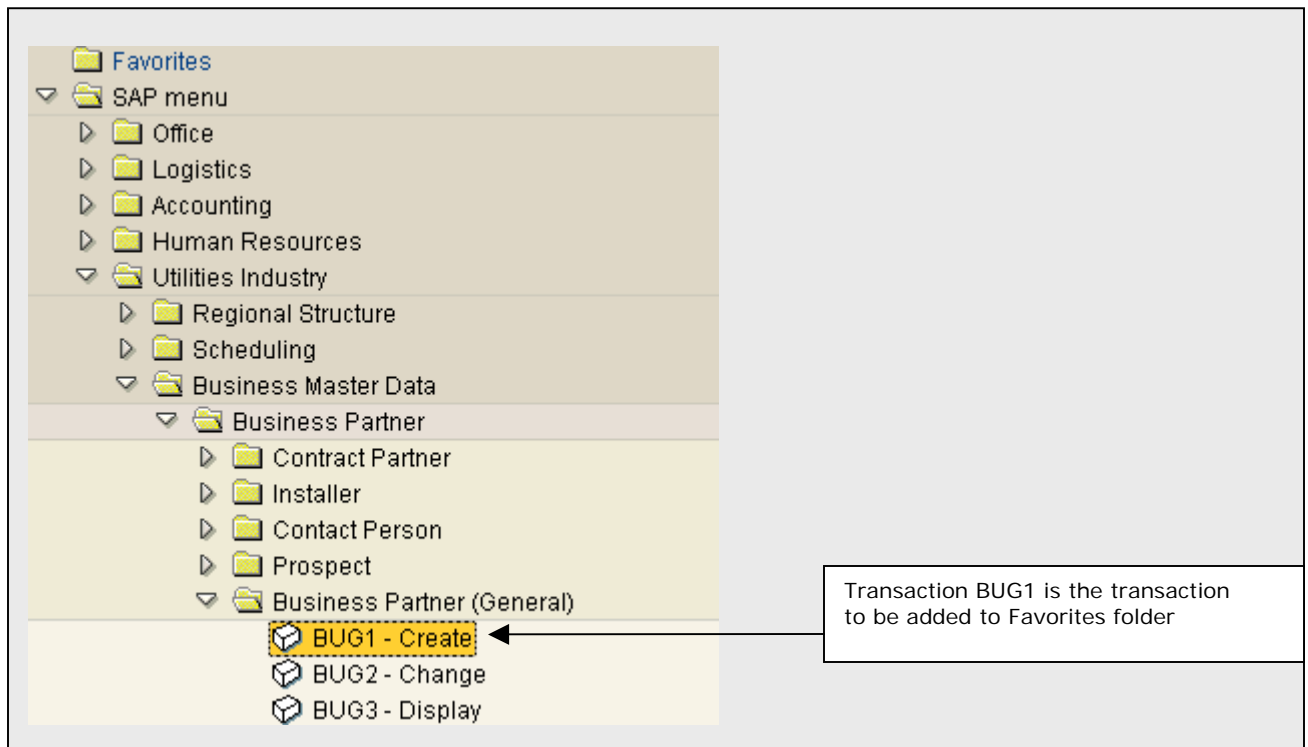 Favorites
SAP menu
Office
Logistics
Accounting
Human Resources
Utilities Industry
Regional Structure
Scheduling
Business Master Data
Business Partner
Contract Partner
Installer
Contact Person
Prospect
Business Partner (General)
BUG1 - Create
BUG2 - Change
BUG3 - Display
Transaction BUG1 is the transaction
to be added to Favorites folder